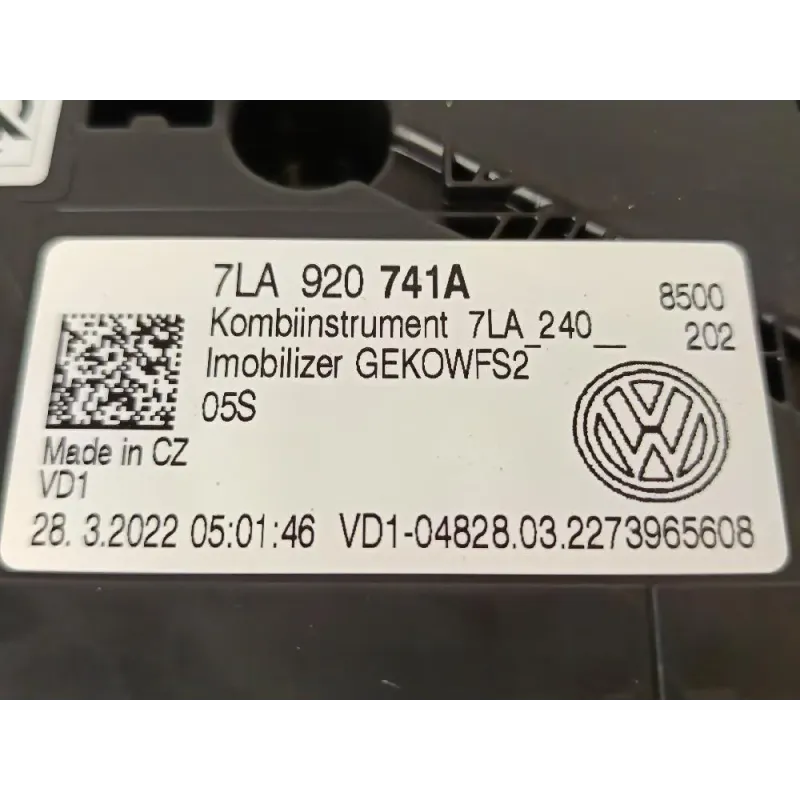 7LA 920 741A
8500
Kombiinstrument 7LA_240__
202
Imobilizer GEKOWFS2
05S
Made in CZ
VD1
28. 3.2022 05:01:46 VD1-04828.03.2273965608